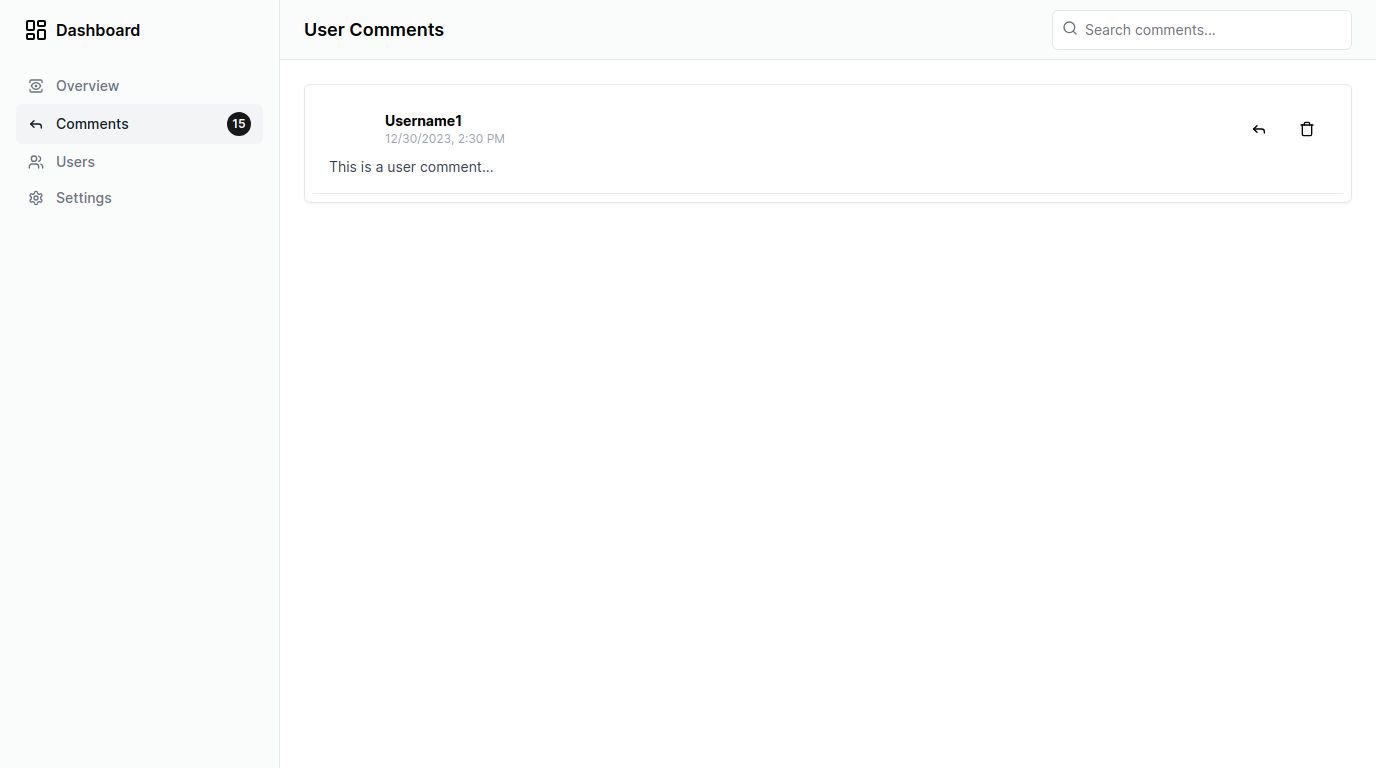 Dashboard
User Comments
Search comments...
Overview
Comments
15
Users
Settings
Username1
12/30/2023, 2:30 PM
This is a user comment...